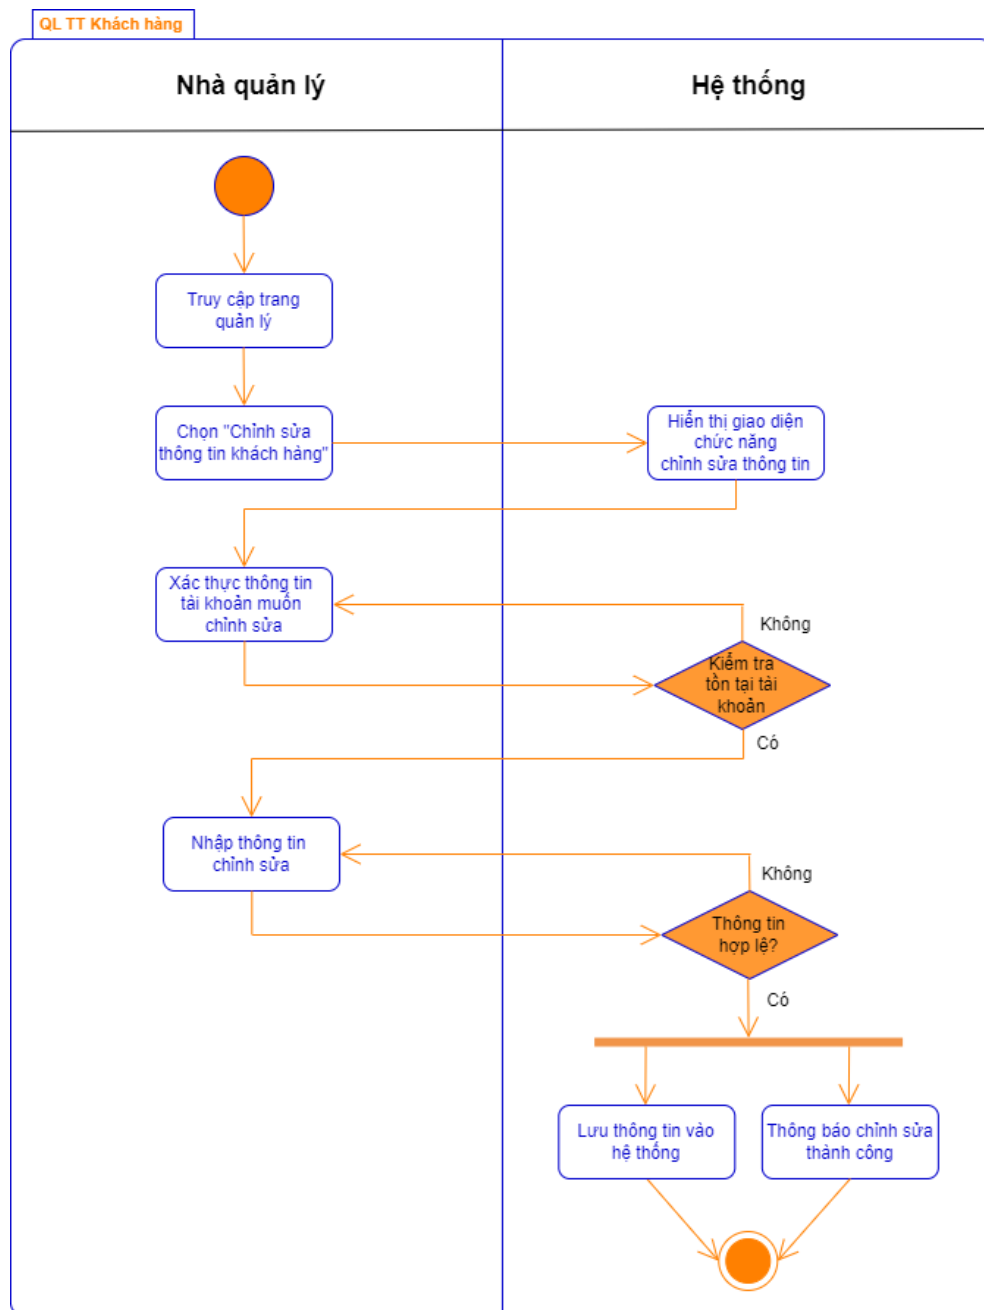 QL TT Khách hàng
Nhà quản lý
Hệ thống
Truy cập trang
quản lý
Chọn "Chỉnh sửa
thông tin khách hàng"
Hiển thị giao diện
chức năng
chỉnh sửa thông tin
Xác thực thông tin
tài khoản muốn
chỉnh sửa
Không
Kiểm tra
tồn tại tài
khoản
Có
Nhập thông tin
chỉnh sửa
Không
Thông tin
hợp lệ?
Có
Lưu thông tin vào
hệ thống
Thông báo chỉnh sửa
thành công